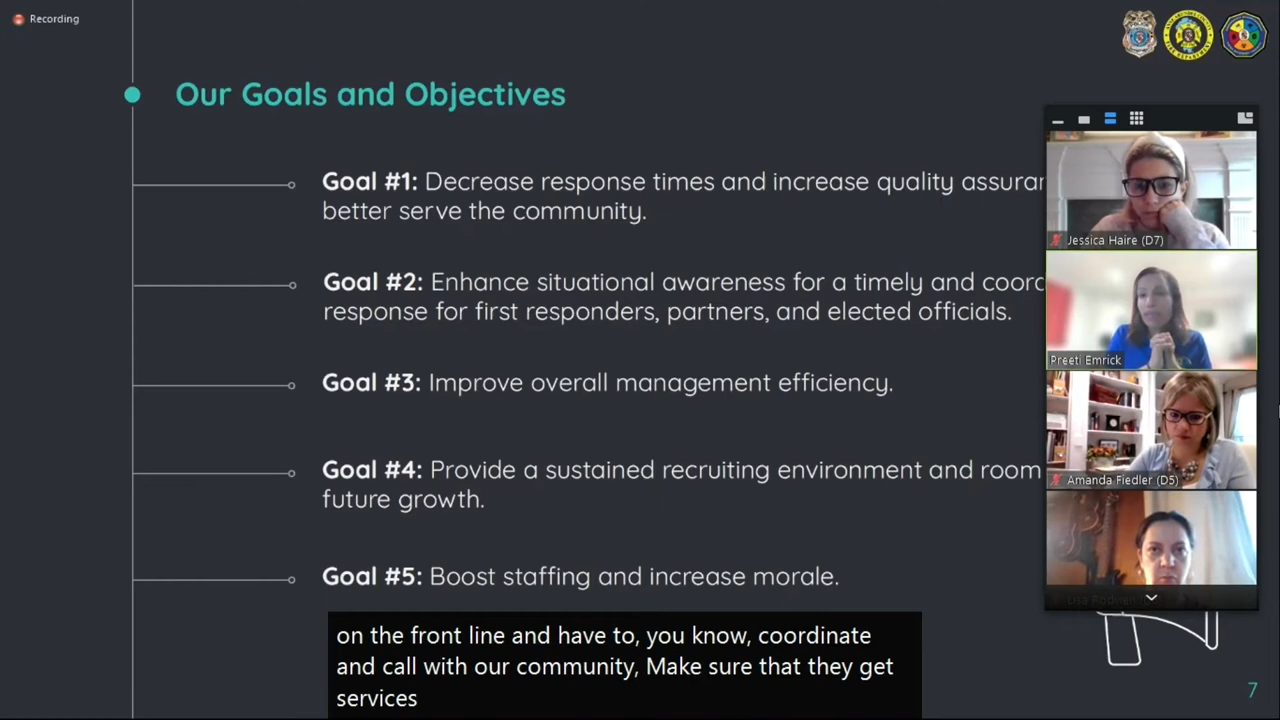 Recording
Our Goals and Objectives
Goal #1: Decrease response times and increase quality assuran
better serve the community.
Goal #2: Enhance situational awareness for a timely and coord
response for first responders, partners, and elected officials.
Goal #3: Improve overall management efficiency.
Goal #4: Provide a sustained recruiting environment and room
future growth.
Goal #5: Boost staffing and increase morale.
Jessica Haire (D7)
Preeti Emrick
Amanda Fiedler (D5)
on the front line and have to, you know, coordinate
and call with our community, Make sure that they get
services
7